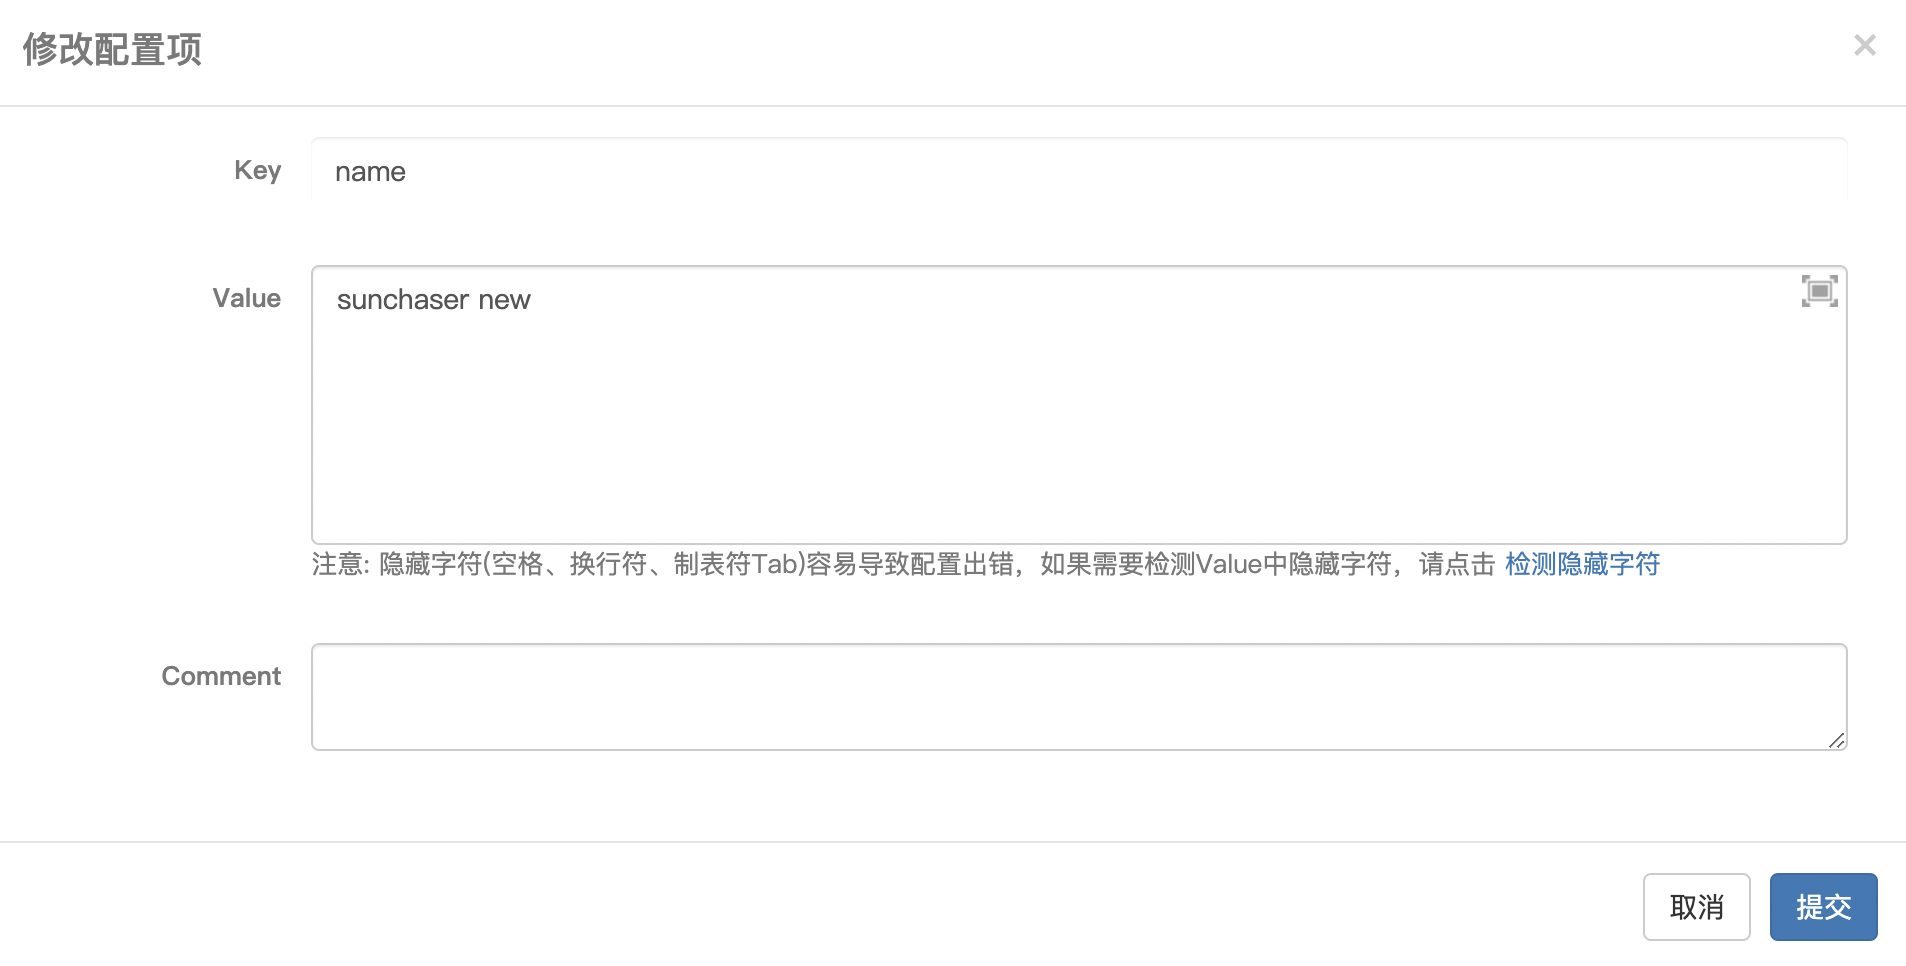 修改配置项
×
Key
name
Value
sunchaser new
注意: 隐藏字符(空格、换行符、制表符Tab)容易导致配置出错，如果需要检测Value中隐藏字符，请点击 检测隐藏字符
Comment
取消
提交